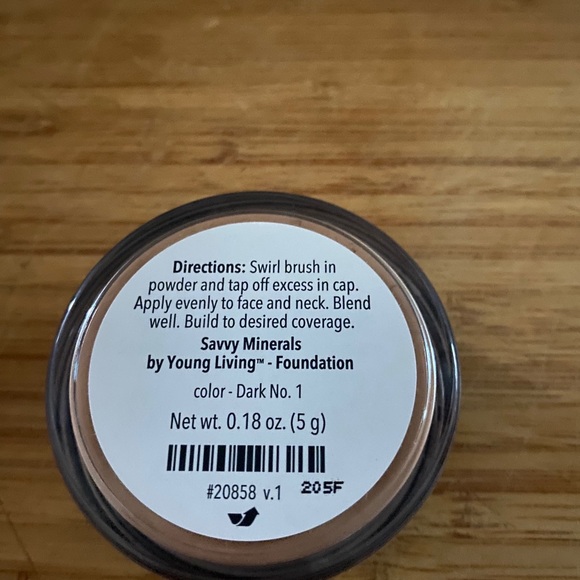 Directions: Swirl brush in
powder and tap off excess in cap.
Apply evenly to face and neck. Blend
well. Build to desired coverage.
Savvy Minerals
by Young Living™ - Foundation
color - Dark No. 1
Net wt. 0.18 oz. (5 g)
#20858 v.1 205F